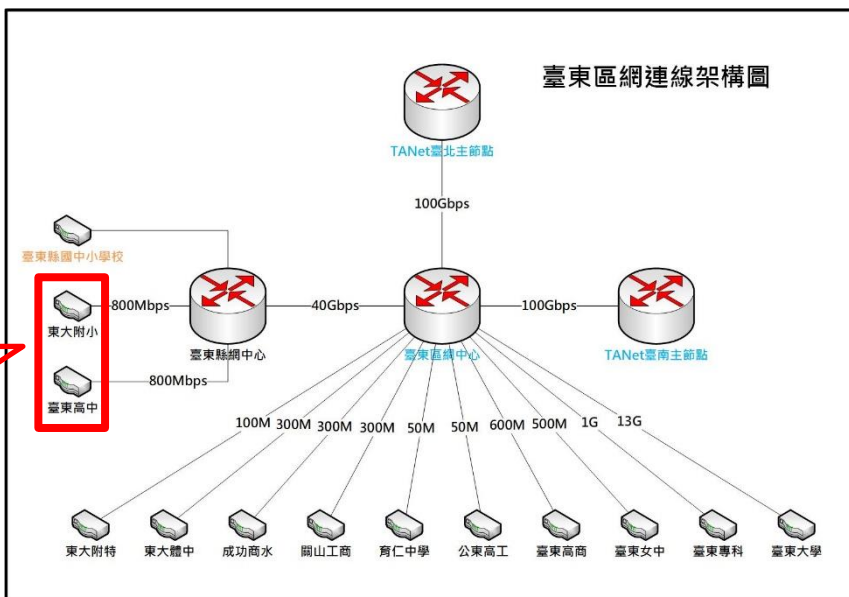 臺東區網連線架構圖
TANet臺北主節點
100Gbps
臺東縣國中小學校
800Mbps
40Gbps
100Gbps
東大附小
臺東縣網中心
臺東區網中心
TANet臺南主節點
800Mbps
臺東高中
100M 300M 300M 300M 50M 50M 600M 500M 1G 13G
東大附特 東大體中 成功商水 關山工商 育仁中學 公東高工 臺東高商 臺東女中 臺東專科 臺東大學